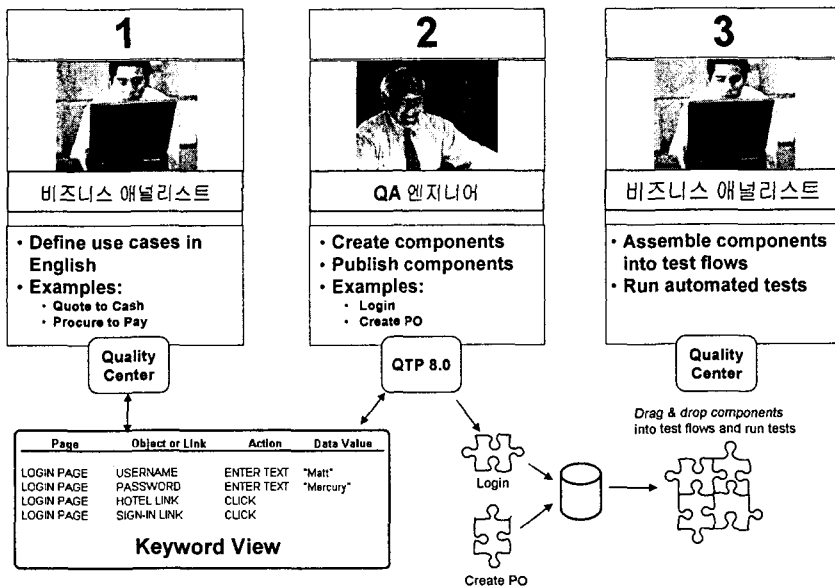 1
비즈니스 애널리스트
• Define use cases in
English
• Examples:
• Quote to Cash
• Procure to Pay
Quality
Center
2
QA 엔지니어
• Create components
• Publish components
• Examples:
• Login
• Create PO
QTP 8.0
3
비즈니스 애널리스트
• Assemble components
into test flows
• Run automated tests
Quality
Center
Page Object or Link Action Data Value
LOGIN PAGE USERNAME ENTER TEXT "Matt"
LOGIN PAGE PASSWORD ENTER TEXT "Mercury"
LOGIN PAGE HOTEL LINK CLICK
LOGIN PAGE SIGN-IN LINK CLICK
Keyword View
Login
Create PO
Drag & drop components
into test flows and run tests